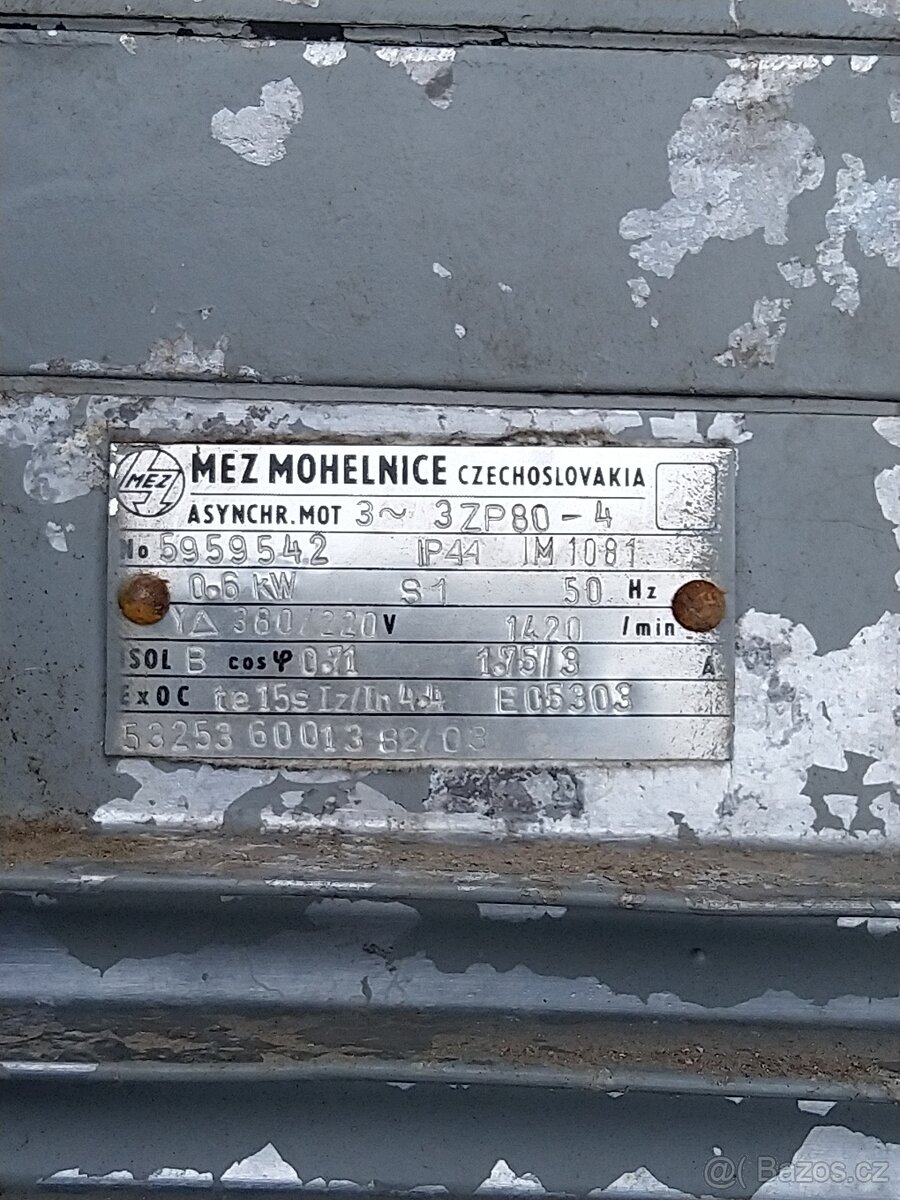 MEZ MEZ MOHELNICE CZECHOSLOVAKIA
ASYNCHR. MOT 3~ 3ZP80-4
No 5959542 IP44 IM 1081
0.6 kW S1 50 Hz
Y△ 380/220 V 1420 /min
ISOL B cosφ 0.71 1.75/3 A
ExOC te 15s Iz/In 4.4 E05303
53253 60013 82/03
@( Bazos.cz